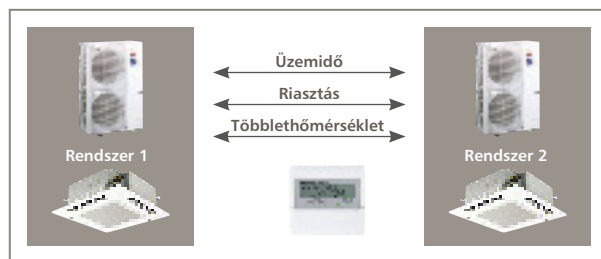 Üzemidő
Riasztás
Többlethőmérséklet
Rendszer 1
Rendszer 2